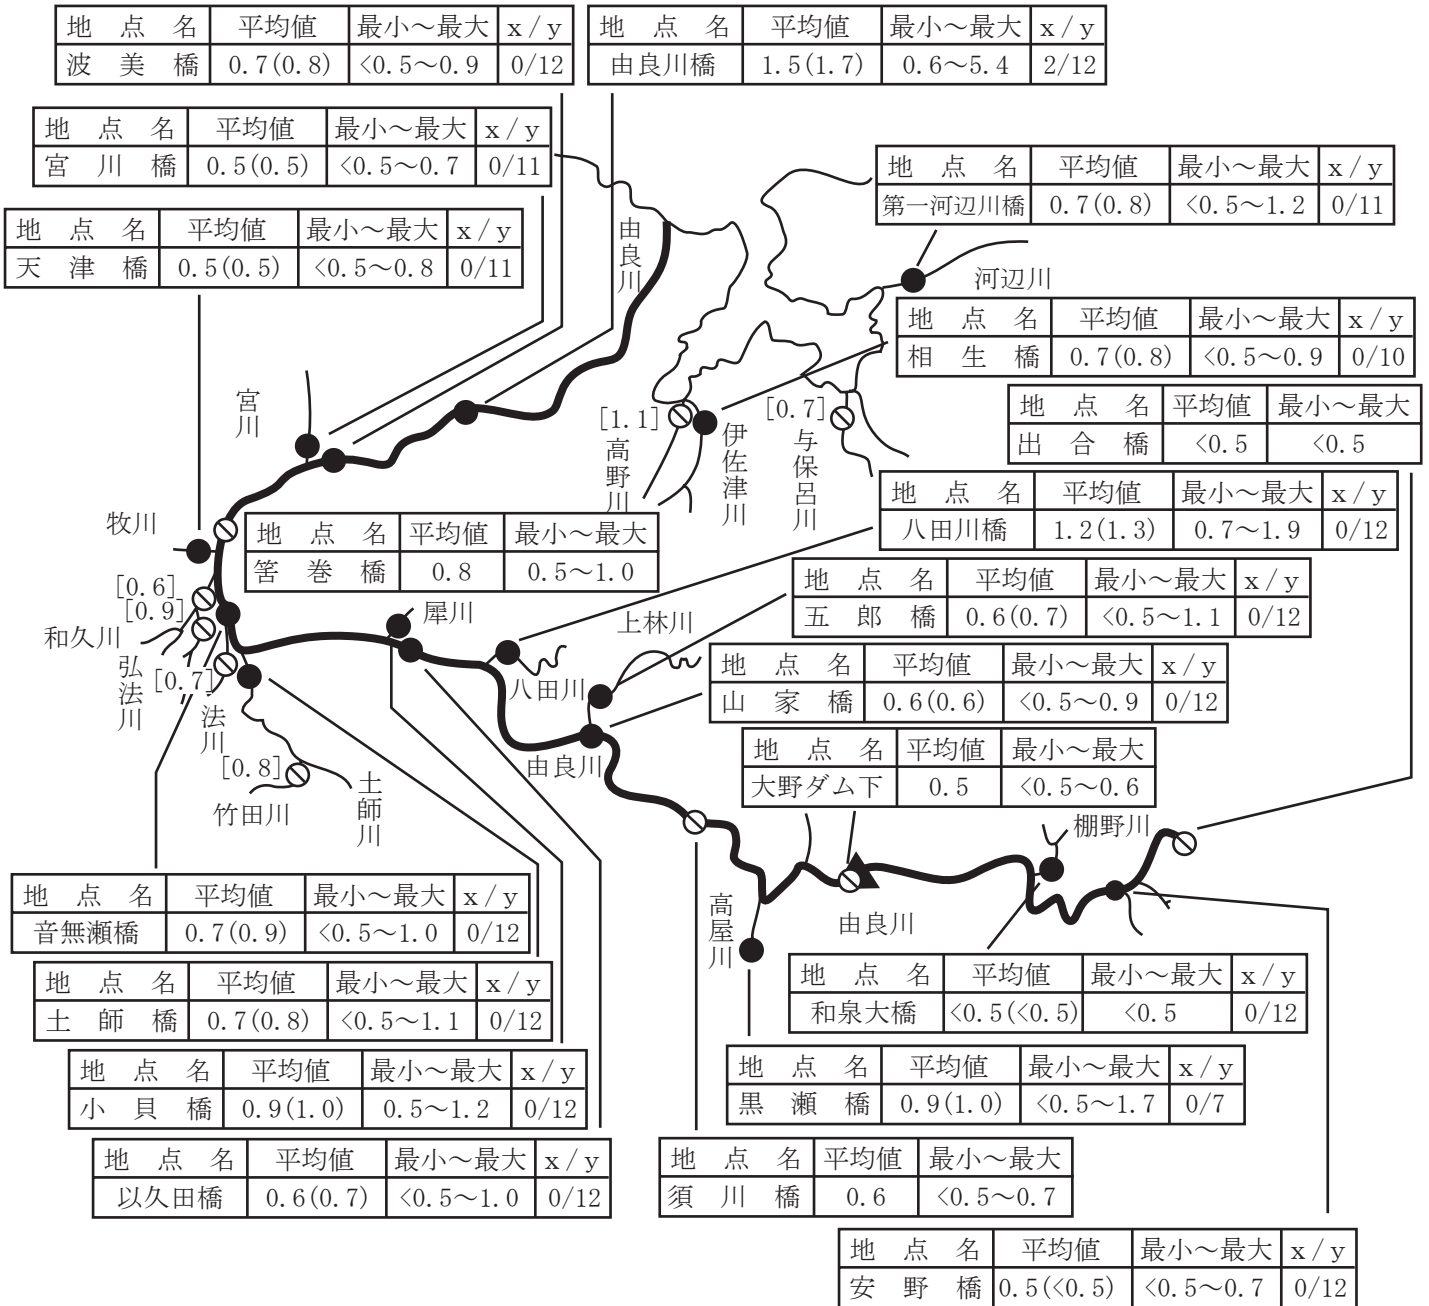 地 点 名 平均値 最小～最大 x/y
波 美 橋 0.7(0.8) <0.5～0.9 0/12
地 点 名 平均値 最小～最大 x/y
由良川橋 1.5(1.7) 0.6～5.4 2/12
地 点 名 平均値 最小～最大 x/y
宮 川 橋 0.5(0.5) <0.5～0.7 0/11
地 点 名 平均値 最小～最大 x/y
第一河辺川橋 0.7(0.8) <0.5～1.2 0/11
地 点 名 平均値 最小～最大 x/y
天 津 橋 0.5(0.5) <0.5～0.8 0/11
由良川
河辺川
地 点 名 平均値 最小～最大 x/y
相 生 橋 0.7(0.8) <0.5～0.9 0/10
宮川
[1.1]
高野川
伊佐津川
[0.7]
与保呂川
地 点 名 平均値 最小～最大
出 合 橋 <0.5 <0.5
地 点 名 平均値 最小～最大 x/y
八田川橋 1.2(1.3) 0.7～1.9 0/12
牧川
地 点 名 平均値 最小～最大
筈 巻 橋 0.8 0.5～1.0
地 点 名 平均値 最小～最大 x/y
五 郎 橋 0.6(0.7) <0.5～1.1 0/12
[0.6]
[0.9]
和久川
犀川
上林川
弘法川
[0.7]
法川
八田川
地 点 名 平均値 最小～最大 x/y
山 家 橋 0.6(0.6) <0.5～0.9 0/12
由良川
地 点 名 平均値 最小～最大
大野ダム下 0.5 <0.5～0.6
[0.8]
竹田川
土師川
棚野川
地 点 名 平均値 最小～最大 x/y
音無瀬橋 0.7(0.9) <0.5～1.0 0/12
高屋川
由良川
地 点 名 平均値 最小～最大 x/y
土 師 橋 0.7(0.8) <0.5～1.1 0/12
地 点 名 平均値 最小～最大 x/y
和泉大橋 <0.5(<0.5) <0.5 0/12
地 点 名 平均値 最小～最大 x/y
小 貝 橋 0.9(1.0) 0.5～1.2 0/12
地 点 名 平均値 最小～最大 x/y
黒 瀬 橋 0.9(1.0) <0.5～1.7 0/7
地 点 名 平均値 最小～最大 x/y
以久田橋 0.6(0.7) <0.5～1.0 0/12
地 点 名 平均値 最小～最大
須 川 橋 0.6 <0.5～0.7
地 点 名 平均値 最小～最大 x/y
安 野 橋 0.5(<0.5) <0.5～0.7 0/12